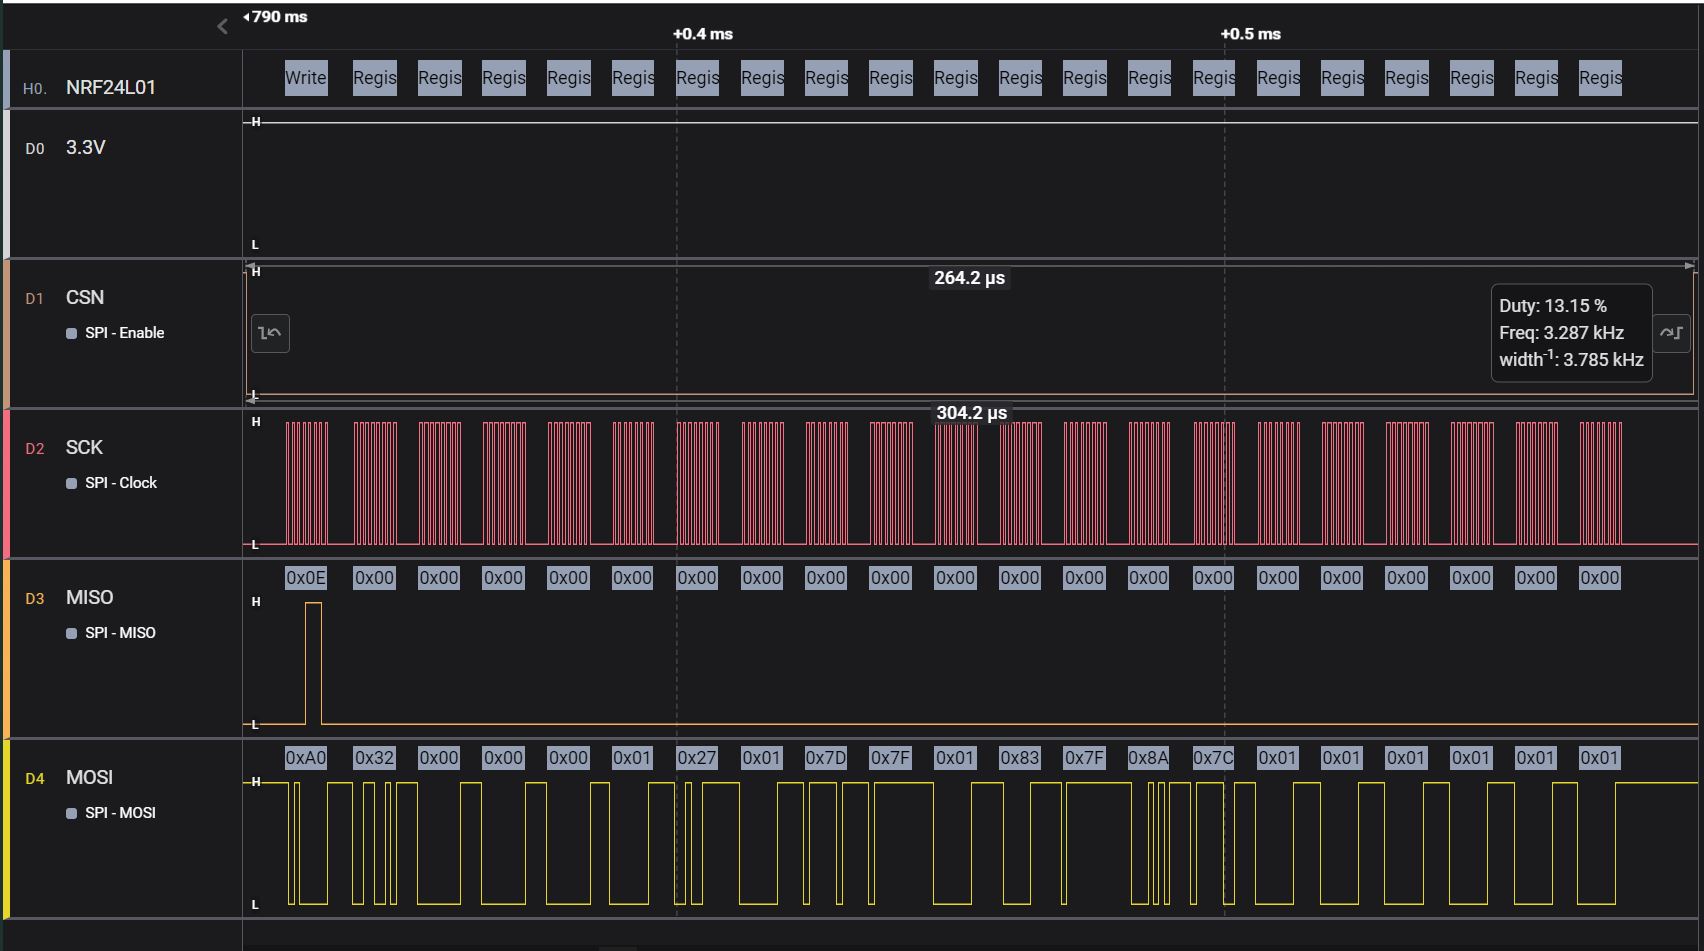 790 ms
+0.4 ms +0.5 ms
H0. NRF24L01 Write Regis Regis Regis Regis Regis Regis Regis Regis Regis Regis Regis Regis Regis Regis Regis Regis Regis Regis Regis Regis
H
D0 3.3V
L
H
264.2 µs
D1 CSN
SPI - Enable
Duty: 13.15 %
Freq: 3.287 kHz
width-1: 3.785 kHz
L
304.2 µs
H
D2 SCK
SPI - Clock
L
0x0E 0x00 0x00 0x00 0x00 0x00 0x00 0x00 0x00 0x00 0x00 0x00 0x00 0x00 0x00 0x00 0x00 0x00 0x00 0x00 0x00
H
D3 MISO
SPI - MISO
L
0xA0 0x32 0x00 0x00 0x00 0x01 0x27 0x01 0x7D 0x7F 0x01 0x83 0x7F 0x8A 0x7C 0x01 0x01 0x01 0x01 0x01 0x01
H
D4 MOSI
SPI - MOSI
L